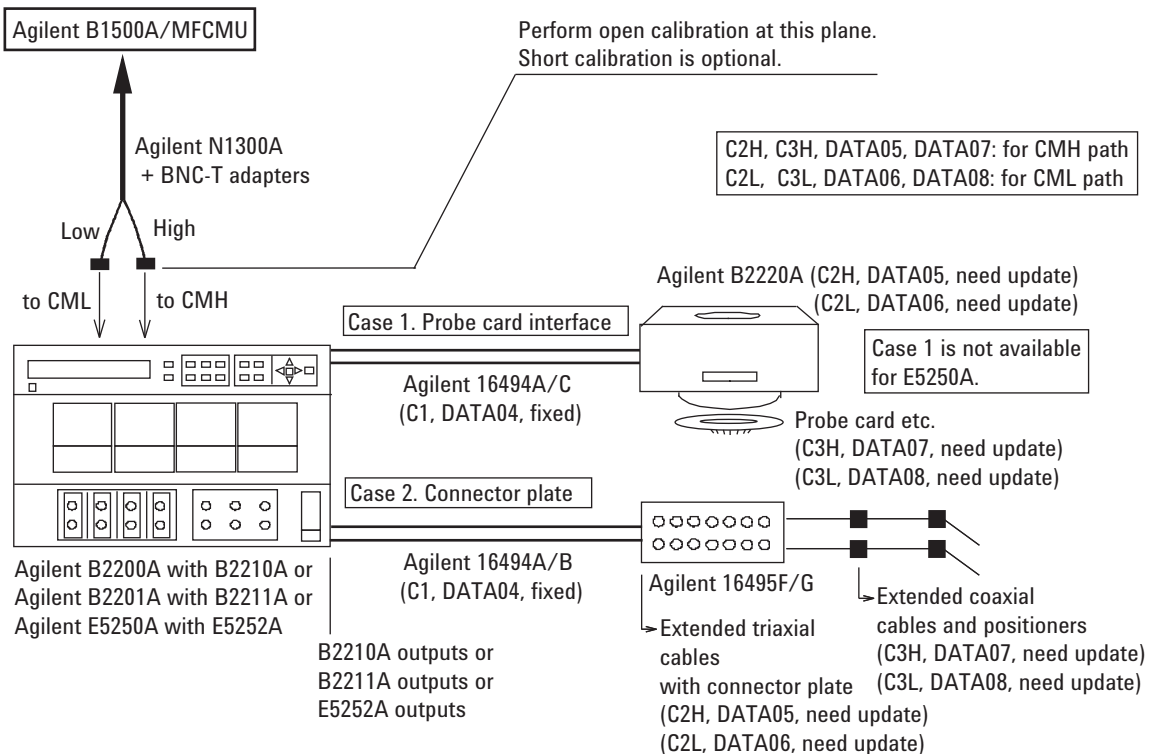 Agilent B1500A/MFCMU
Perform open calibration at this plane.
Short calibration is optional.
Agilent N1300A
+ BNC-T adapters
C2H, C3H, DATA05, DATA07: for CMH path
C2L, C3L, DATA06, DATA08: for CML path
Low
High
to CML
to CMH
Agilent B2220A (C2H, DATA05, need update)
(C2L, DATA06, need update)
Case 1. Probe card interface
Case 1 is not available
for E5250A.
Agilent 16494A/C
(C1, DATA04, fixed)
Probe card etc.
(C3H, DATA07, need update)
(C3L, DATA08, need update)
Case 2. Connector plate
Agilent 16494A/B
(C1, DATA04, fixed)
Agilent 16495F/G
Agilent B2200A with B2210A or
Agilent B2201A with B2211A or
Agilent E5250A with E5252A
B2210A outputs or
B2211A outputs or
E5252A outputs
Extended triaxial
cables
with connector plate
(C2H, DATA05, need update)
(C2L, DATA06, need update)
Extended coaxial
cables and positioners
(C3H, DATA07, need update)
(C3L, DATA08, need update)